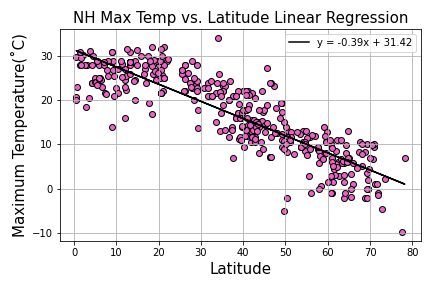 NH Max Temp vs. Latitude Linear Regression
y = -0.39x + 31.42
Maximum Temperature(˚C)
30
20
10
0
−10
0 10 20 30 40 50 60 70 80
Latitude